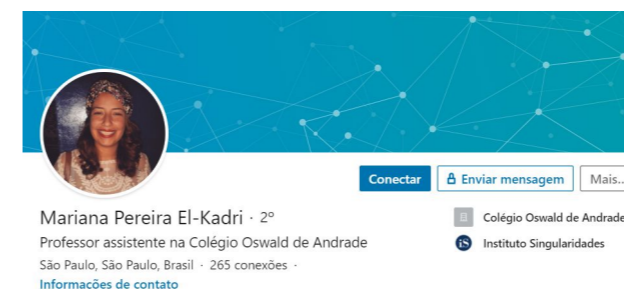 Conectar
Enviar mensagem
Mais...
Mariana Pereira El-Kadri · 2º
Professor assistente na Colégio Oswald de Andrade
São Paulo, São Paulo, Brasil · 265 conexões ·
Informações de contato
Colégio Oswald de Andrade
iS Instituto Singularidades